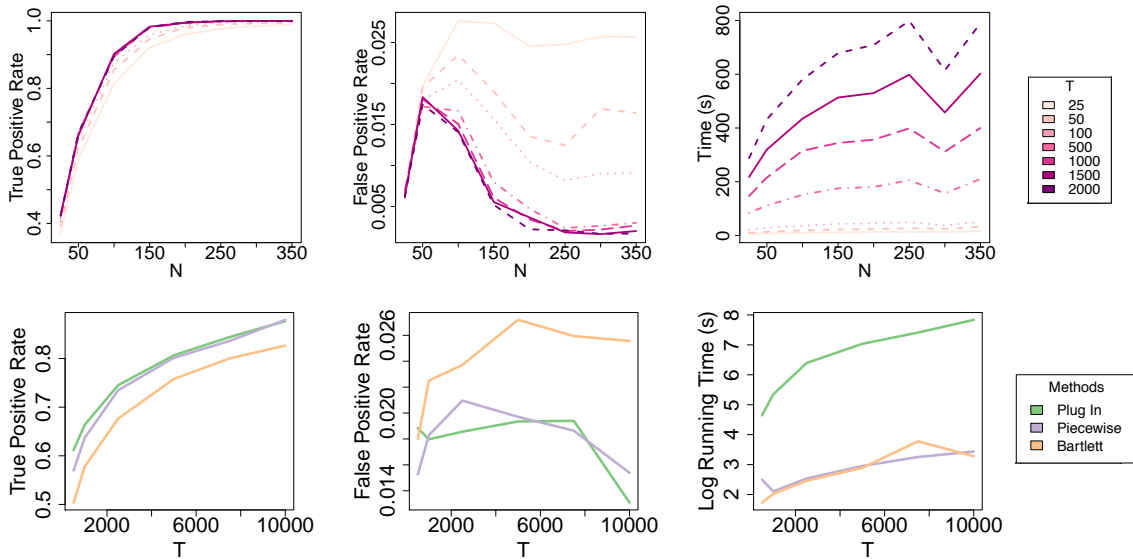 True Positive Rate
0.4 0.6 0.8 1.0
50 150 250 350
N
False Positive Rate
0.005 0.015 0.025
50 150 250 350
N
Time (s)
0 200 400 600 800
50 150 250 350
N
T
25
50
100
500
1000
1500
2000
True Positive Rate
0.5 0.6 0.7 0.8
2000 6000 10000
T
False Positive Rate
0.014 0.020 0.026
2000 6000 10000
T
Log Running Time (s)
2 3 4 5 6 7 8
2000 6000 10000
T
Methods
Plug In
Piecewise
Bartlett